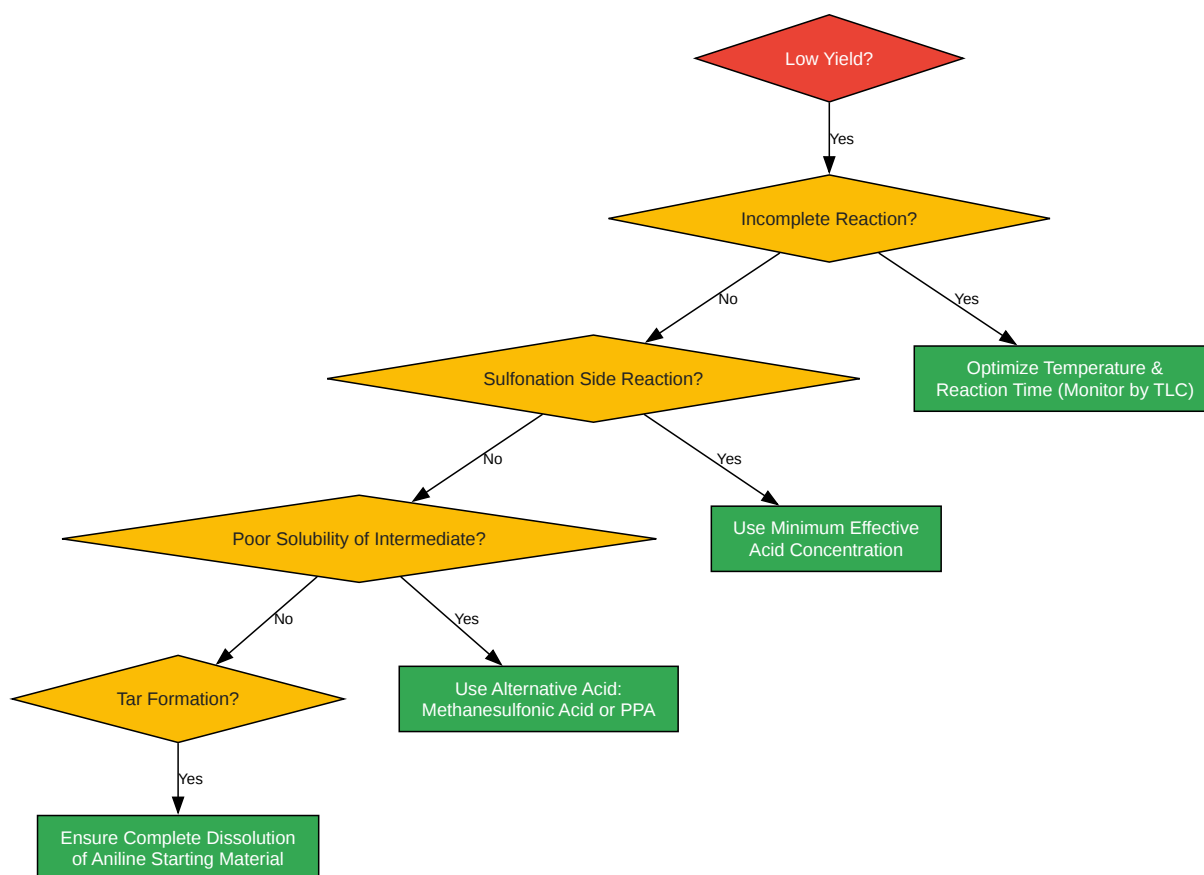 Low Yield?
Yes
Incomplete Reaction?
No
Yes
Sulfonation Side Reaction?
Optimize Temperature &
Reaction Time (Monitor by TLC)
No
Yes
Poor Solubility of Intermediate?
Use Minimum Effective
Acid Concentration
No
Yes
Tar Formation?
Use Alternative Acid:
Methanesulfonic Acid or PPA
Yes
Ensure Complete Dissolution
of Aniline Starting Material